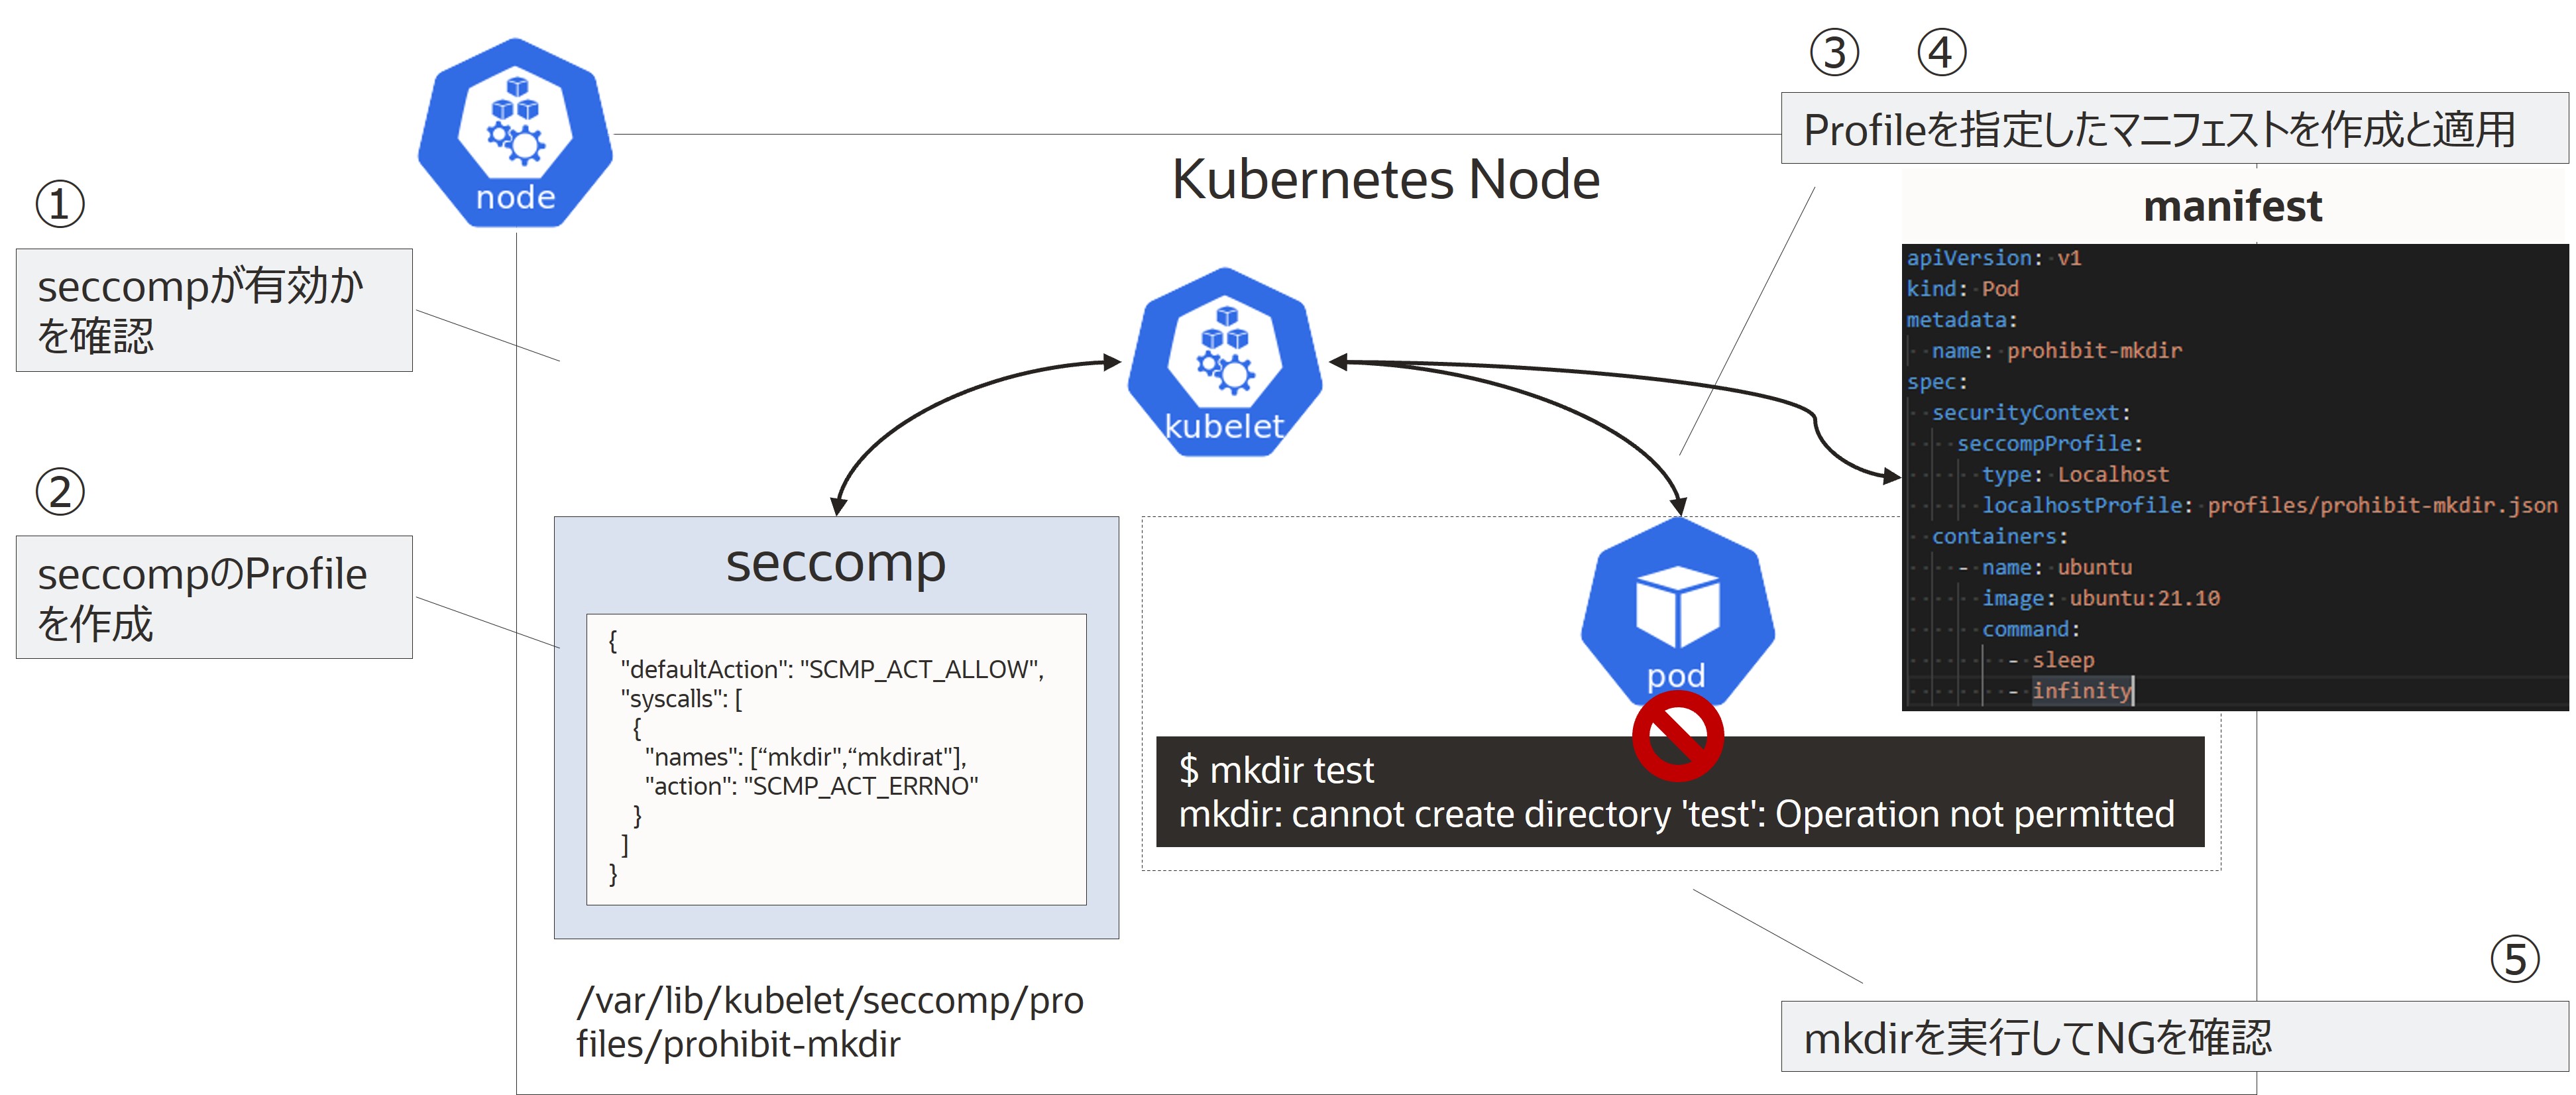 node
Kubernetes Node
①
seccompが有効か
を確認
②
seccompのProfile
を作成
kubelet
seccomp
{
"defaultAction": "SCMP_ACT_ALLOW",
"syscalls": [
{
"names": [“mkdir",“mkdirat"],
"action": "SCMP_ACT_ERRNO"
}
]
}
/var/lib/kubelet/seccomp/pro
files/prohibit-mkdir
③ ④
Profileを指定したマニフェストを作成と適用
manifest
apiVersion: v1
kind: Pod
metadata:
name: prohibit-mkdir
spec:
securityContext:
seccompProfile:
type: Localhost
localhostProfile: profiles/prohibit-mkdir.json
containers:
- name: ubuntu
image: ubuntu:21.10
command:
- sleep
- infinity
pod
$ mkdir test
mkdir: cannot create directory 'test': Operation not permitted
⑤
mkdirを実行してNGを確認